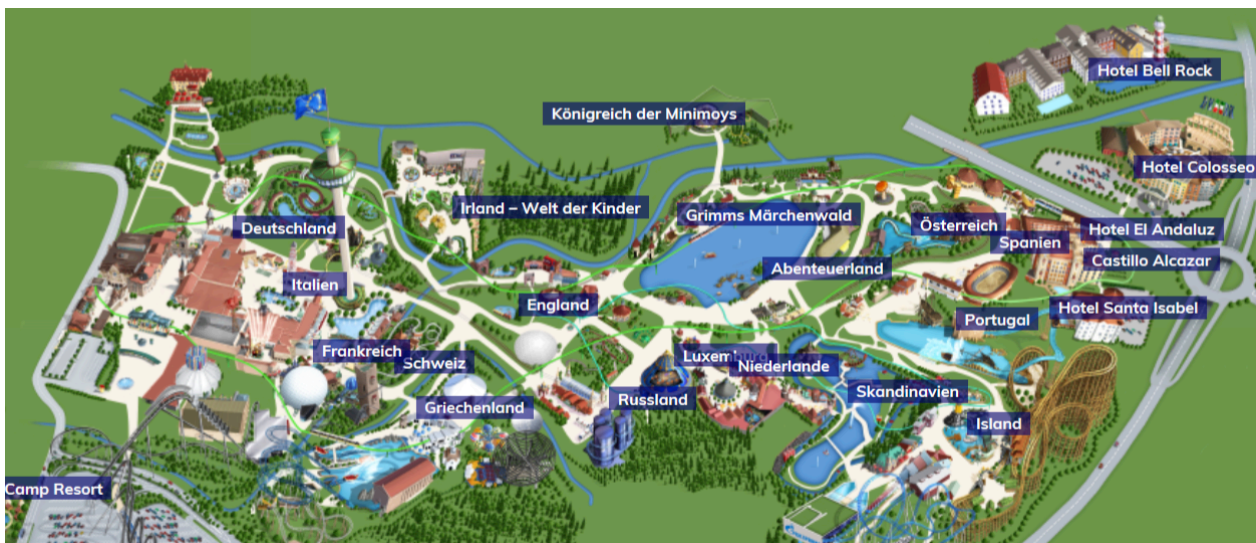 Hotel Bell Rock
Königreich der Minimoys
Hotel Colosseo
Irland – Welt der Kinder
Grimms Märchenwald
Deutschland
Österreich
Hotel El Andaluz
Spanien
Castillo Alcazar
Abenteuerland
Italien
England
Hotel Santa Isabel
Portugal
Frankreich
Luxemburg
Schweiz
Niederlande
Skandinavien
Russland
Griechenland
Island
Camp Resort